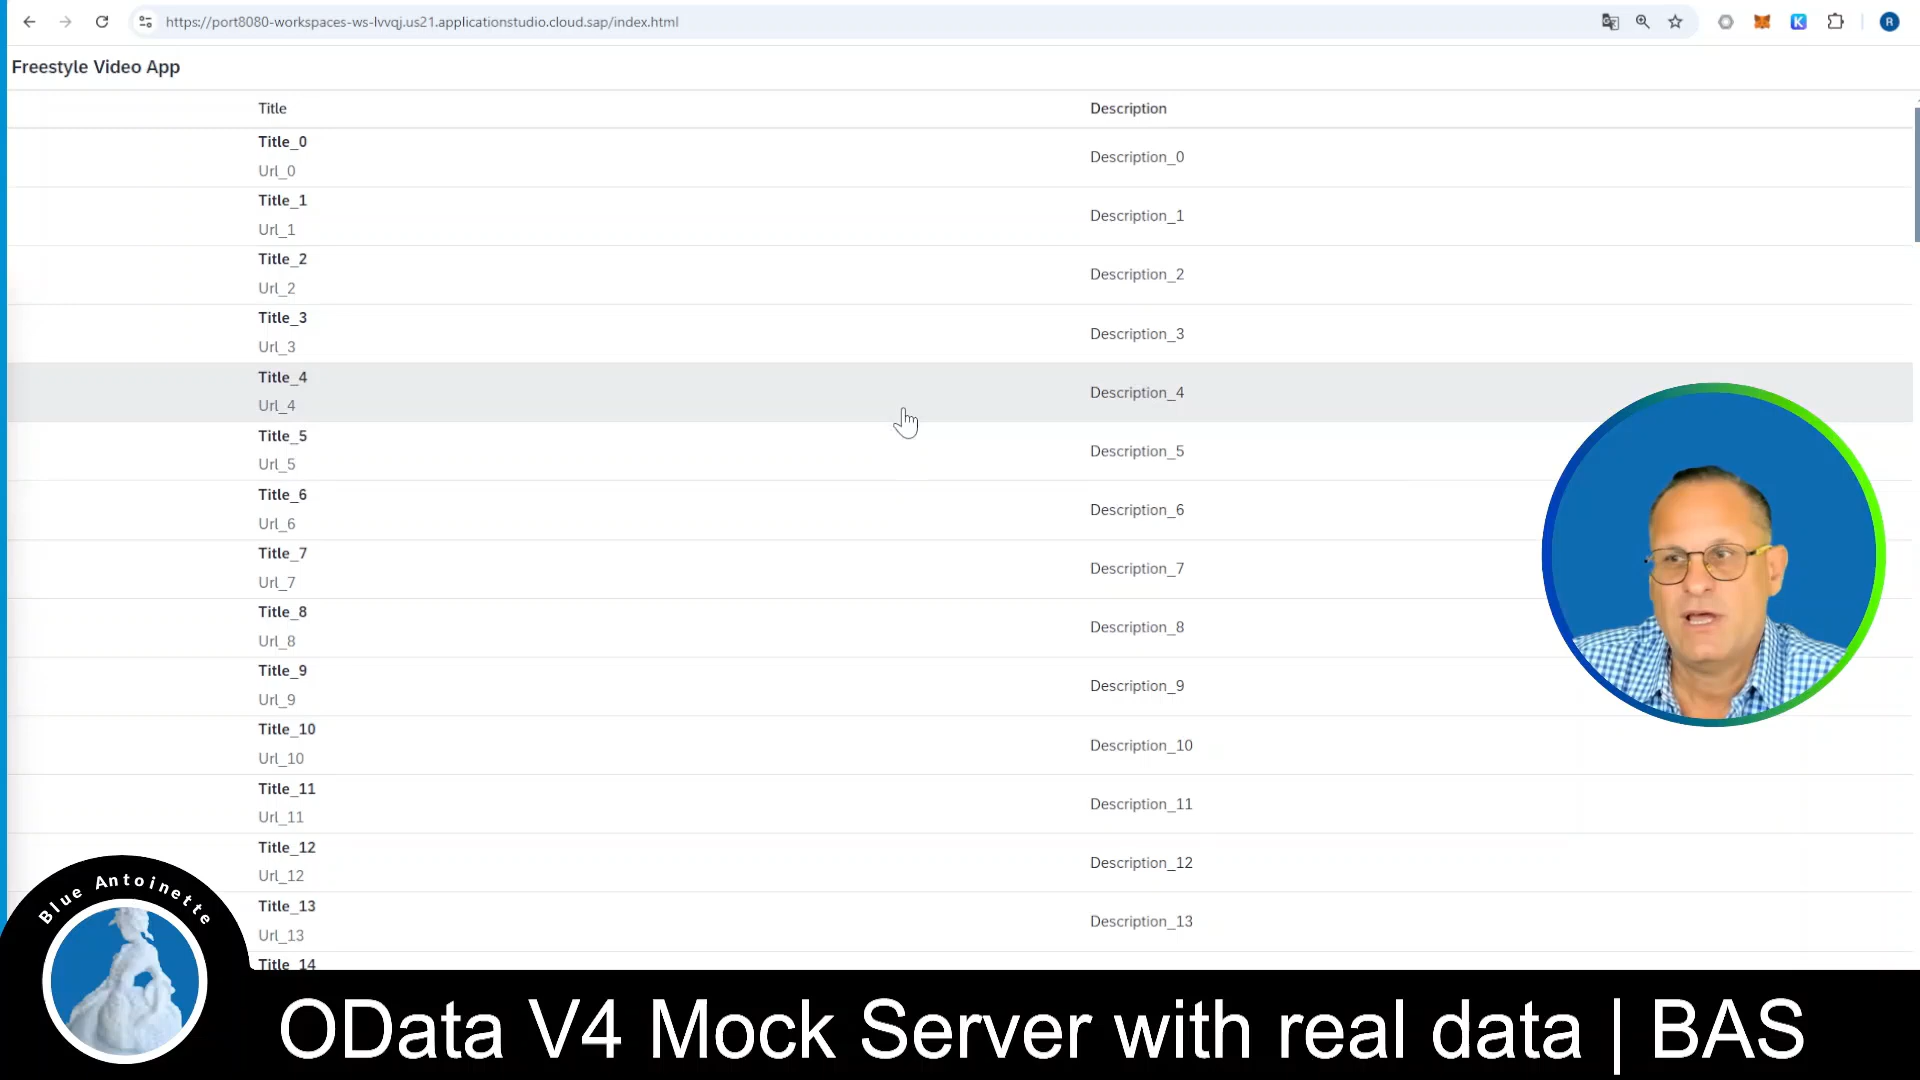 https://port8080-workspaces-ws-lvvqj.us21.applicationstudio.cloud.sap/index.html
K
R
Freestyle Video App
Title Description
Title_0
Url_0
Description_0
Title_1
Url_1
Description_1
Title_2
Url_2
Description_2
Title_3
Url_3
Description_3
Title_4
Url_4
Description_4
Title_5
Url_5
Description_5
Title_6
Url_6
Description_6
Title_7
Url_7
Description_7
Title_8
Url_8
Description_8
Title_9
Url_9
Description_9
Title_10
Url_10
Description_10
Title_11
Url_11
Description_11
Title_12
Url_12
Description_12
Title_13
Url_13
Description_13
Title_14
Blue Antoinette
OData V4 Mock Server with real data | BAS